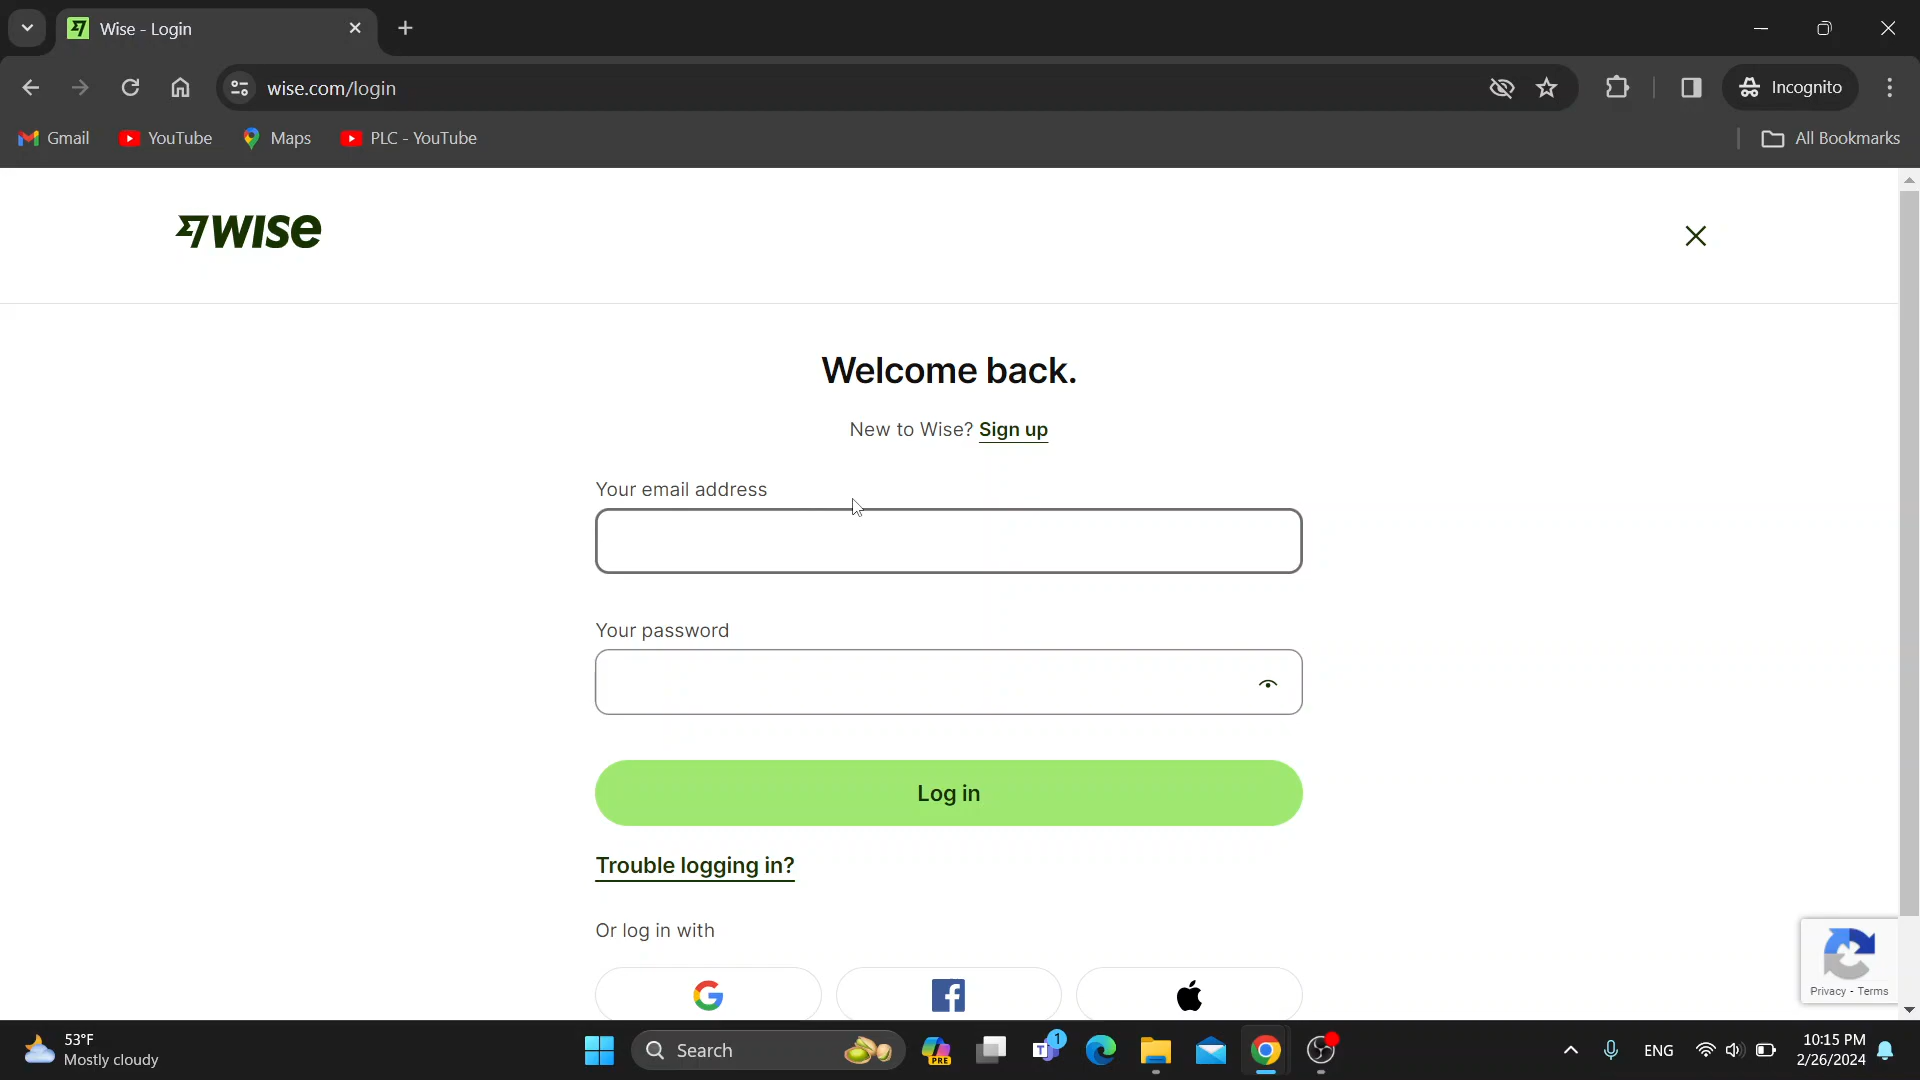 Wise - Login
wise.com/login
Incognito
Gmail
YouTube
Maps
PLC - YouTube
All Bookmarks
WISE
Welcome back.
New to Wise? Sign up
Your email address
Your password
Log in
Trouble logging in?
Or log in with
Privacy - Terms
53°F
Mostly cloudy
Search
PRE
T
1
ENG
10:15 PM
2/26/2024